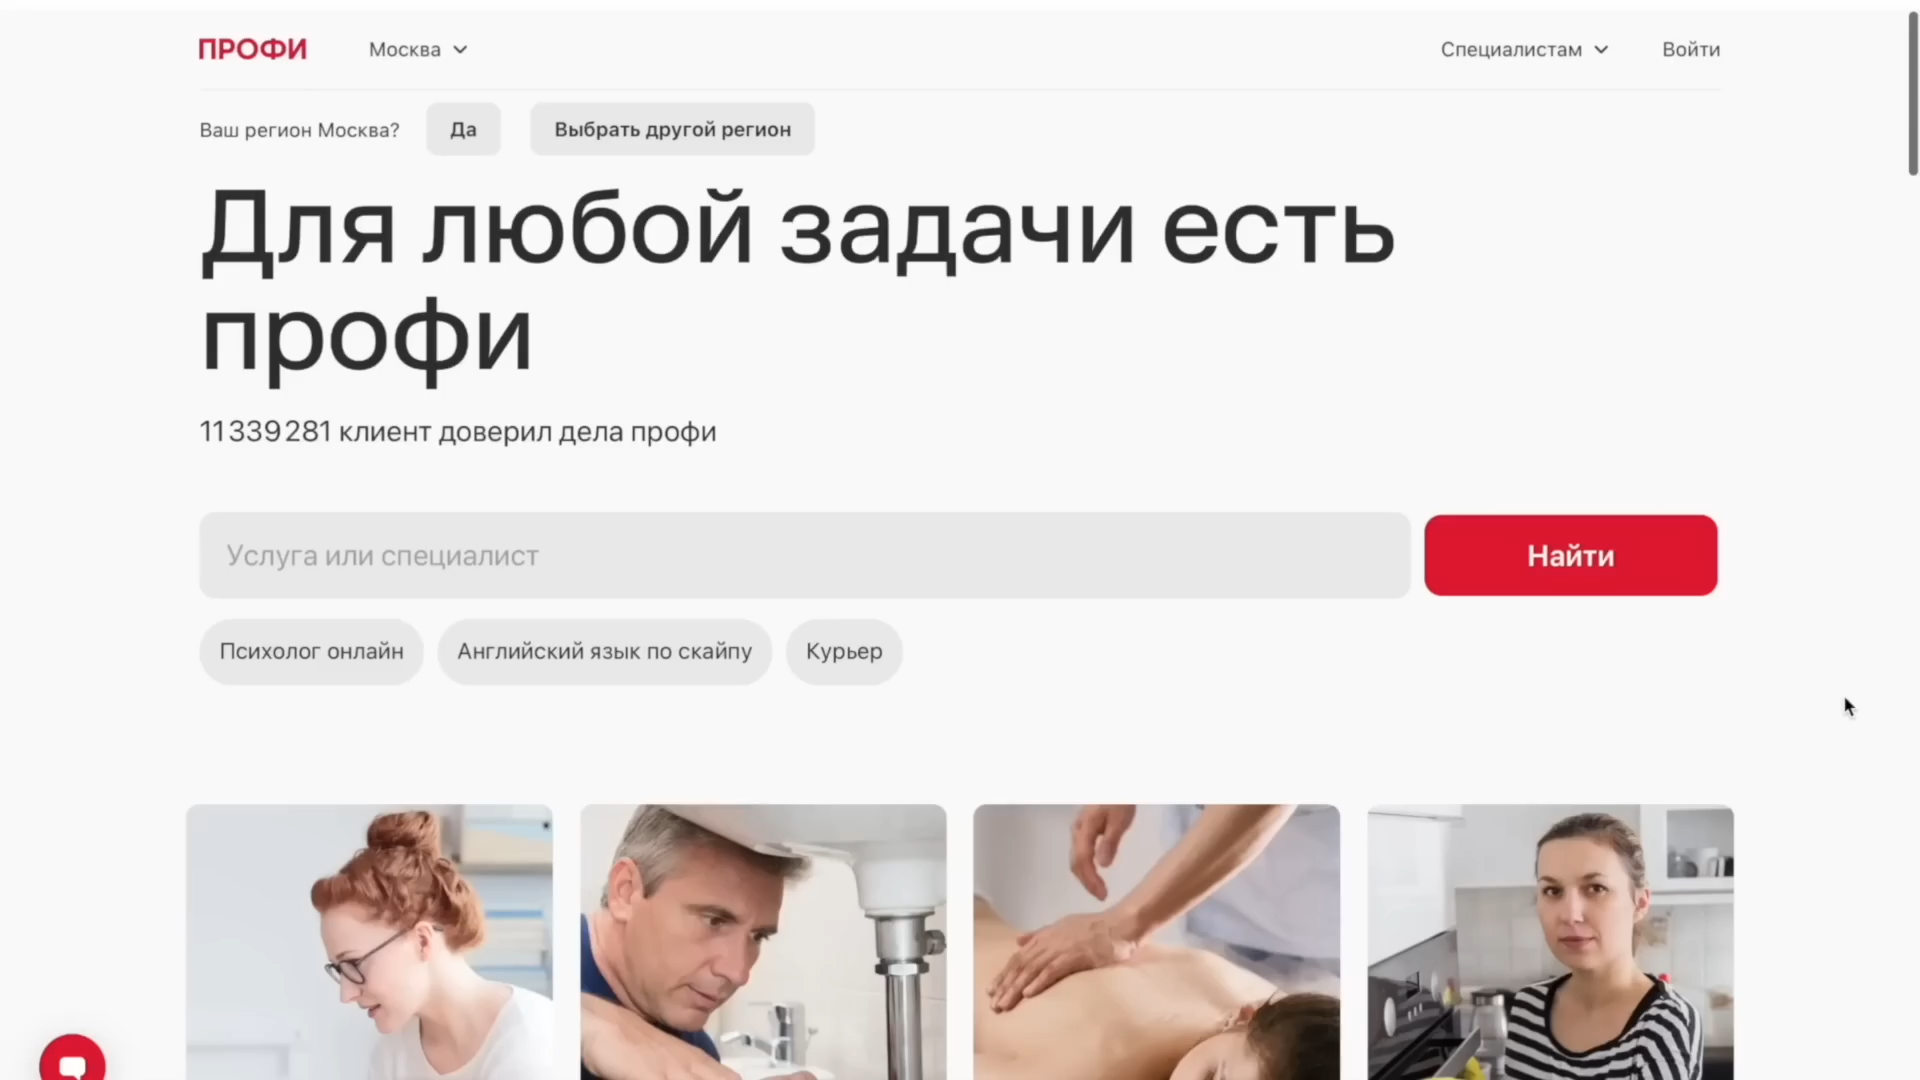 ПРОФИ Москва Специалистам Войти
Ваш регион Москва? Да Выбрать другой регион
Для любой задачи есть
профи
11 339 281 клиент доверил дела профи
Услуга или специалист Найти
Психолог онлайн Английский язык по скайпу Курьер